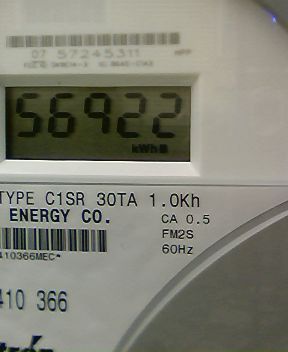 07 57245311
56922
kWh
TYPE C1SR 30TA 1.0Kh
ENERGY CO.
CA 0.5
FM2S
60Hz
410366MEC*
410 366